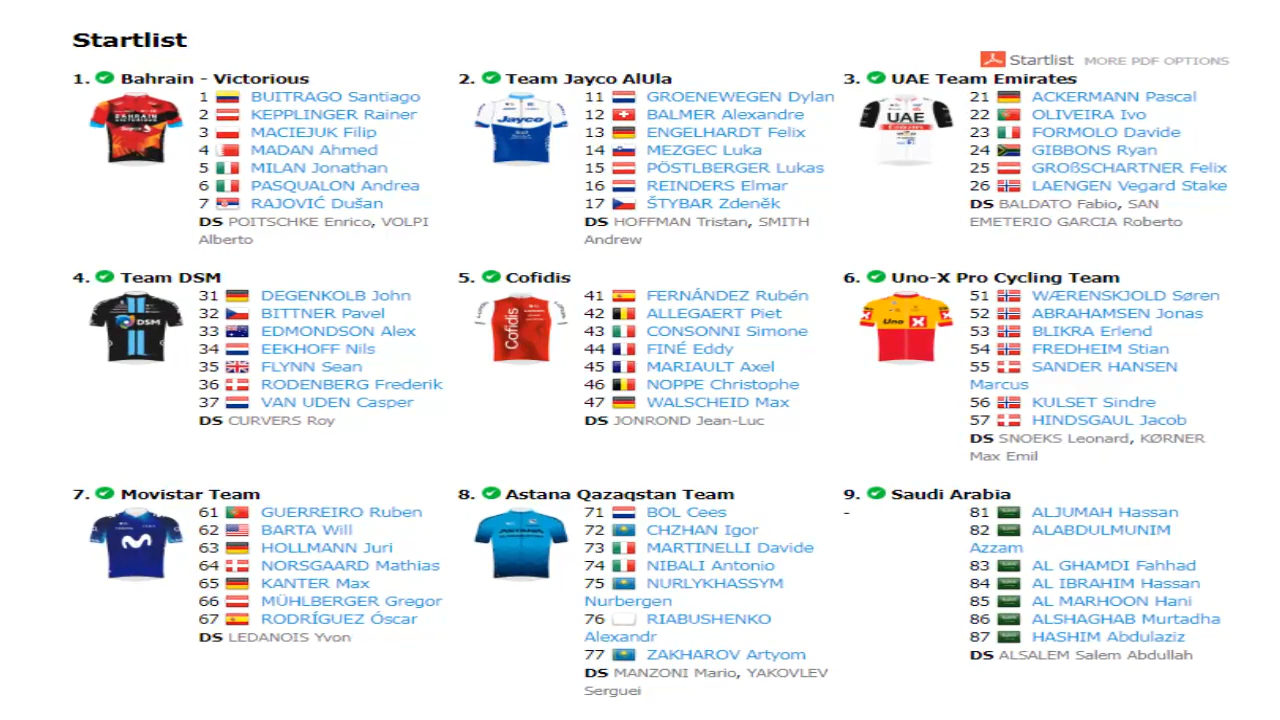 Startlist
Startlist MORE PDF OPTIONS
1. Bahrain - Victorious
1 BUITRAGO Santiago
2 KEPPLINGER Rainer
3 MACIEJUK Filip
4 MADAN Ahmed
5 MILAN Jonathan
6 PASQUALON Andrea
7 RAJOVIĆ Dušan
DS POITSCHKE Enrico, VOLPI
Alberto
2. Team Jayco AlUla
Jayco
11 GROENEWEGEN Dylan
12 BALMER Alexandre
13 ENGELHARDT Felix
14 MEZGEC Luka
15 PÖSTLBERGER Lukas
16 REINDERS Elmar
17 ŠTYBAR Zdeněk
DS HOFFMAN Tristan, SMITH
Andrew
3. UAE Team Emirates
UAE
21 ACKERMANN Pascal
22 OLIVEIRA Ivo
23 FORMOLO Davide
24 GIBBONS Ryan
25 GROßSCHARTNER Felix
26 LAENGEN Vegard Stake
DS BALDATO Fabio, SAN
EMETERIO GARCIA Roberto
4. Team DSM
DSM
31 DEGENKOLB John
32 BITTNER Pavel
33 EDMONDSON Alex
34 EEKHOFF Nils
35 FLYNN Sean
36 RODENBERG Frederik
37 VAN UDEN Casper
DS CURVERS Roy
5. Cofidis
Cofidis
41 FERNÁNDEZ Rubén
42 ALLEGAERT Piet
43 CONSONNI Simone
44 FINÉ Eddy
45 MARIAULT Axel
46 NOPPE Christophe
47 WALSCHEID Max
DS JONROND Jean-Luc
6. Uno-X Pro Cycling Team
Uno X
51 WÆRENSKJOLD Søren
52 ABRAHAMSEN Jonas
53 BLIKRA Erlend
54 FREDHEIM Stian
55 SANDER HANSEN
Marcus
56 KULSET Sindre
57 HINDSGAUL Jacob
DS SNOEKS Leonard, KØRNER
Max Emil
7. Movistar Team
61 GUERREIRO Ruben
62 BARTA Will
63 HOLLMANN Juri
64 NORSGAARD Mathias
65 KANTER Max
66 MÜHLBERGER Gregor
67 RODRÍGUEZ Óscar
DS LEDANOIS Yvon
8. Astana Qazaqstan Team
ASTANA
71 BOL Cees
72 CHZHAN Igor
73 MARTINELLI Davide
74 NIBALI Antonio
75 NURLYKHASSYM
Nurbergen
76 RIABUSHENKO
Alexandr
77 ZAKHAROV Artyom
DS MANZONI Mario, YAKOVLEV
Serguei
9. Saudi Arabia
-
81 ALJUMAH Hassan
82 ALABDULMUNIM
Azzam
83 AL GHAMDI Fahhad
84 AL IBRAHIM Hassan
85 AL MARHOON Hani
86 ALSHAGHAB Murtadha
87 HASHIM Abdulaziz
DS ALSALEM Salem Abdullah